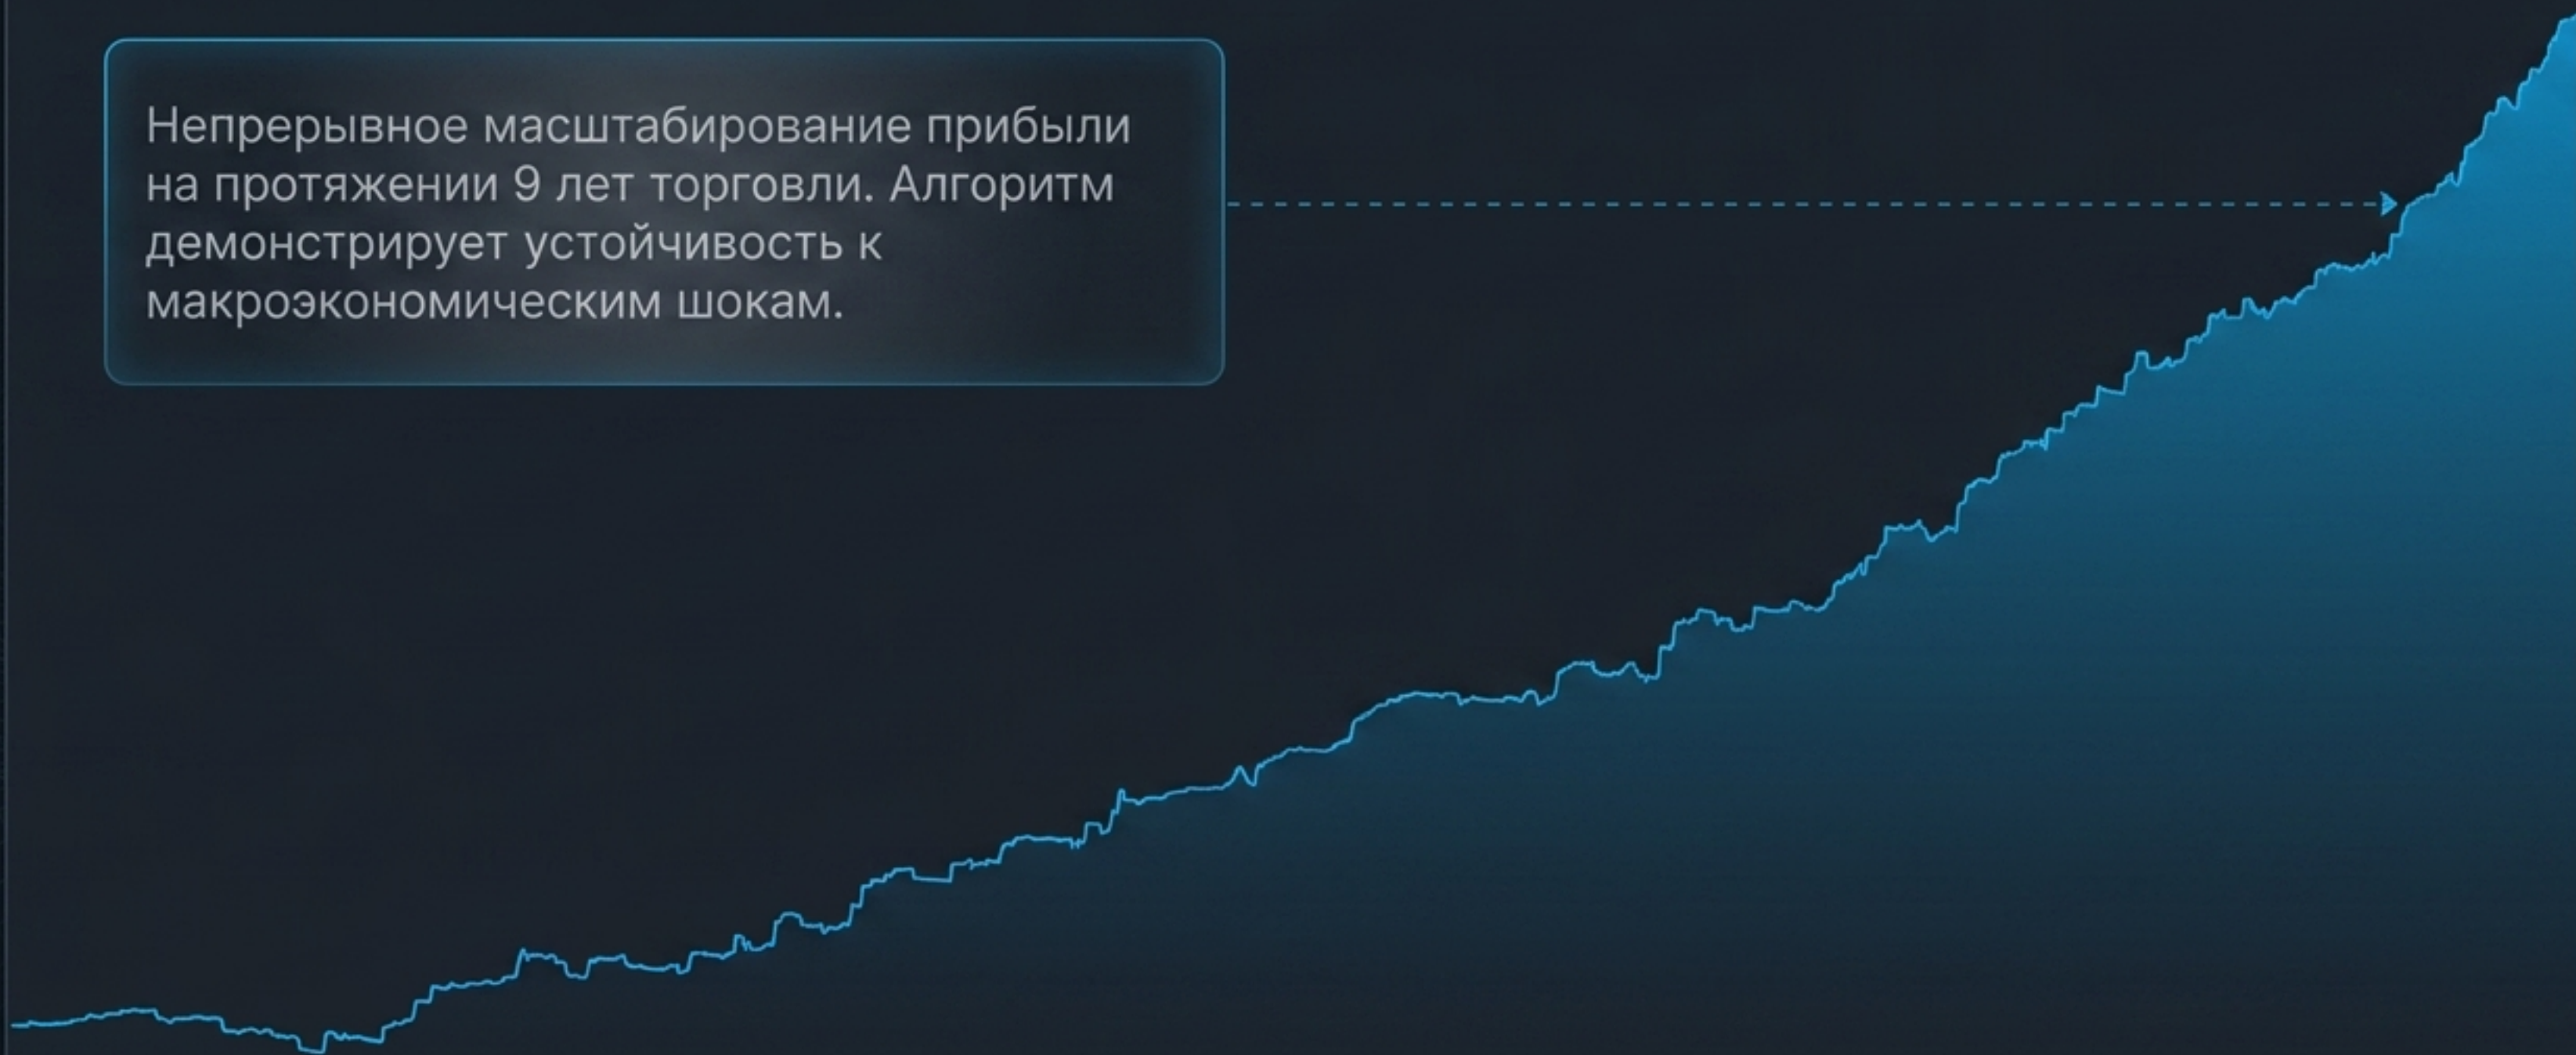 Непрерывное масштабирование прибыли
на протяжении 9 лет торговли. Алгоритм
демонстрирует устойчивость к
макроэкономическим шокам.